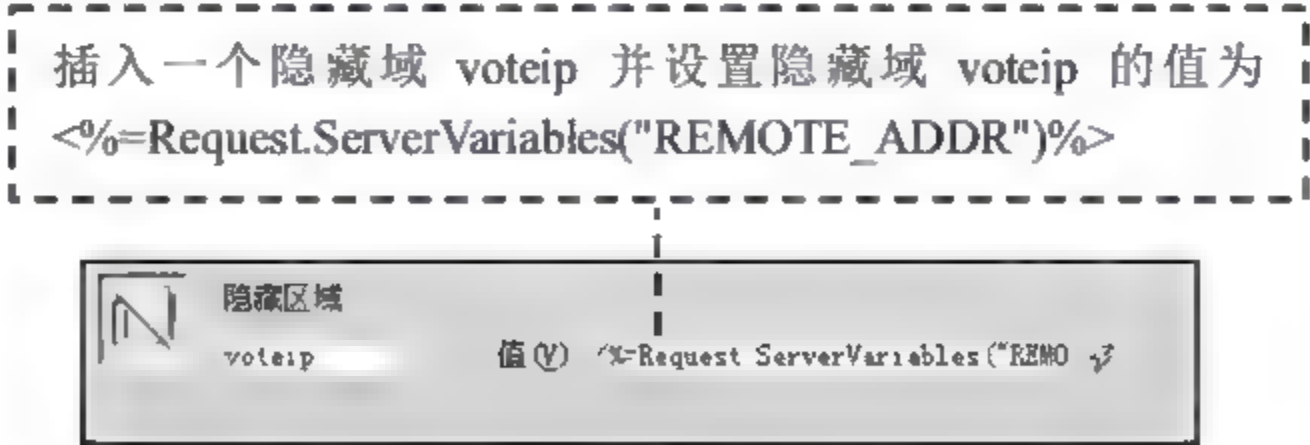 插入一个隐藏域 voteip 并设置隐藏域 voteip 的值为
<%=Request.ServerVariables("REMOTE_ADDR")%>
隐藏区域
voteip 值(V) <%=Request ServerVariables("REMO